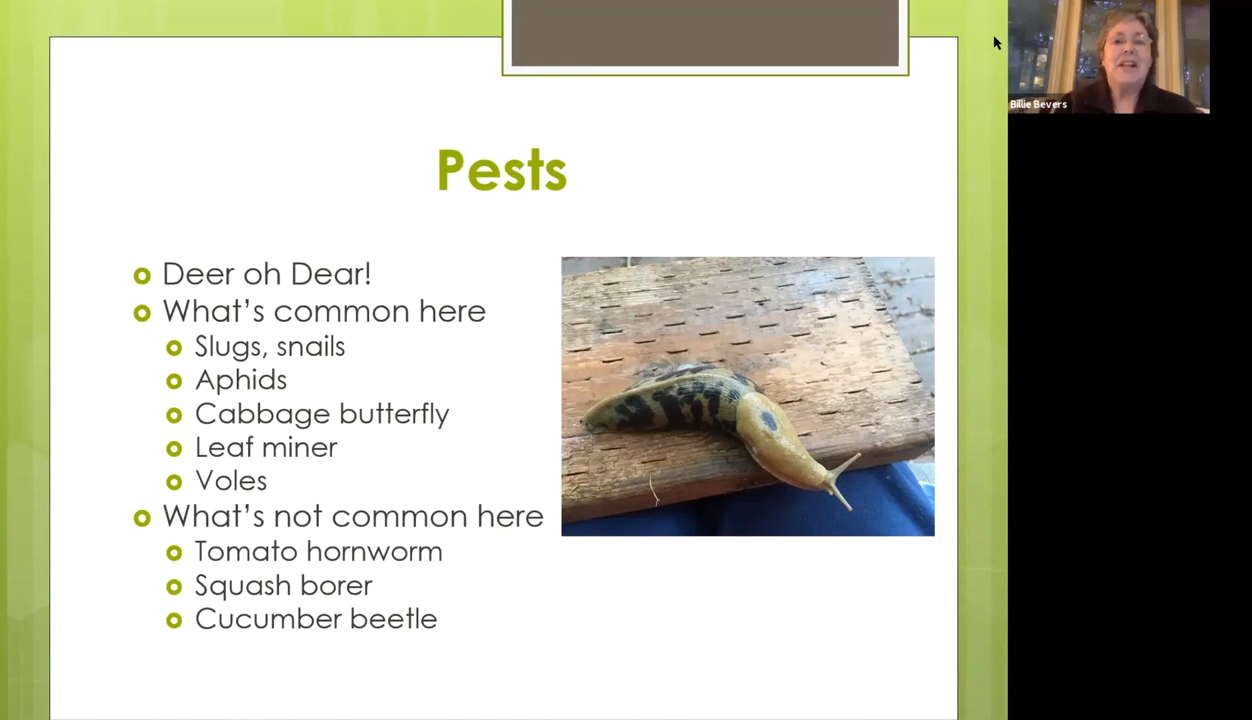 Pests
Deer oh Dear!
What's common here
Slugs, snails
Aphids
Cabbage butterfly
Leaf miner
Voles
What's not common here
Tomato hornworm
Squash borer
Cucumber beetle
Billie Bevers